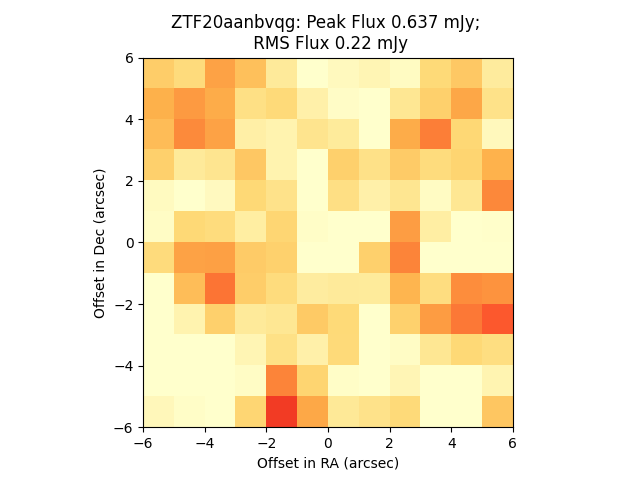 ZTF20aanbvqg: Peak Flux 0.637 mJy;
RMS Flux 0.22 mJy
6
4
2
0
−2
−4
−6
Offset in Dec (arcsec)
−6 −4 −2 0 2 4 6
Offset in RA (arcsec)